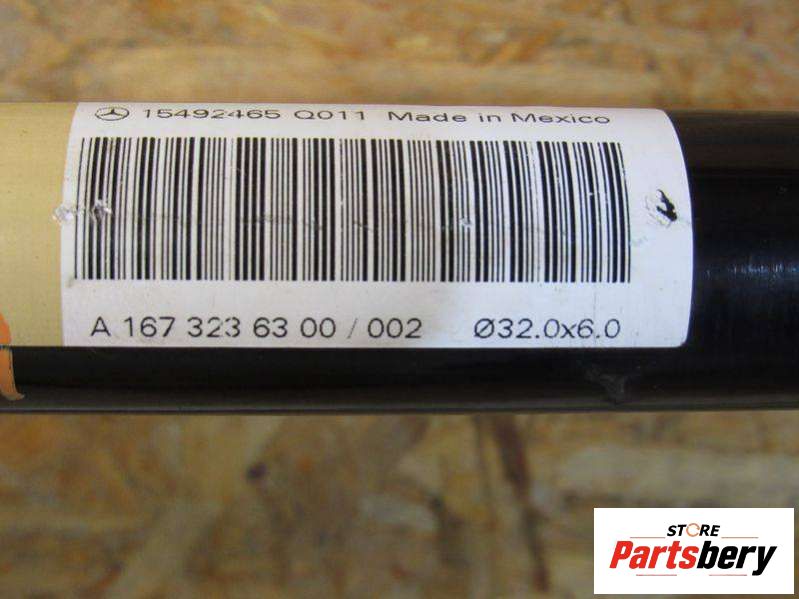 15492465 Q011 Made in Mexico
A 167 323 63 00 / 002 Ø32.0x6.0
STORE
Partsbery